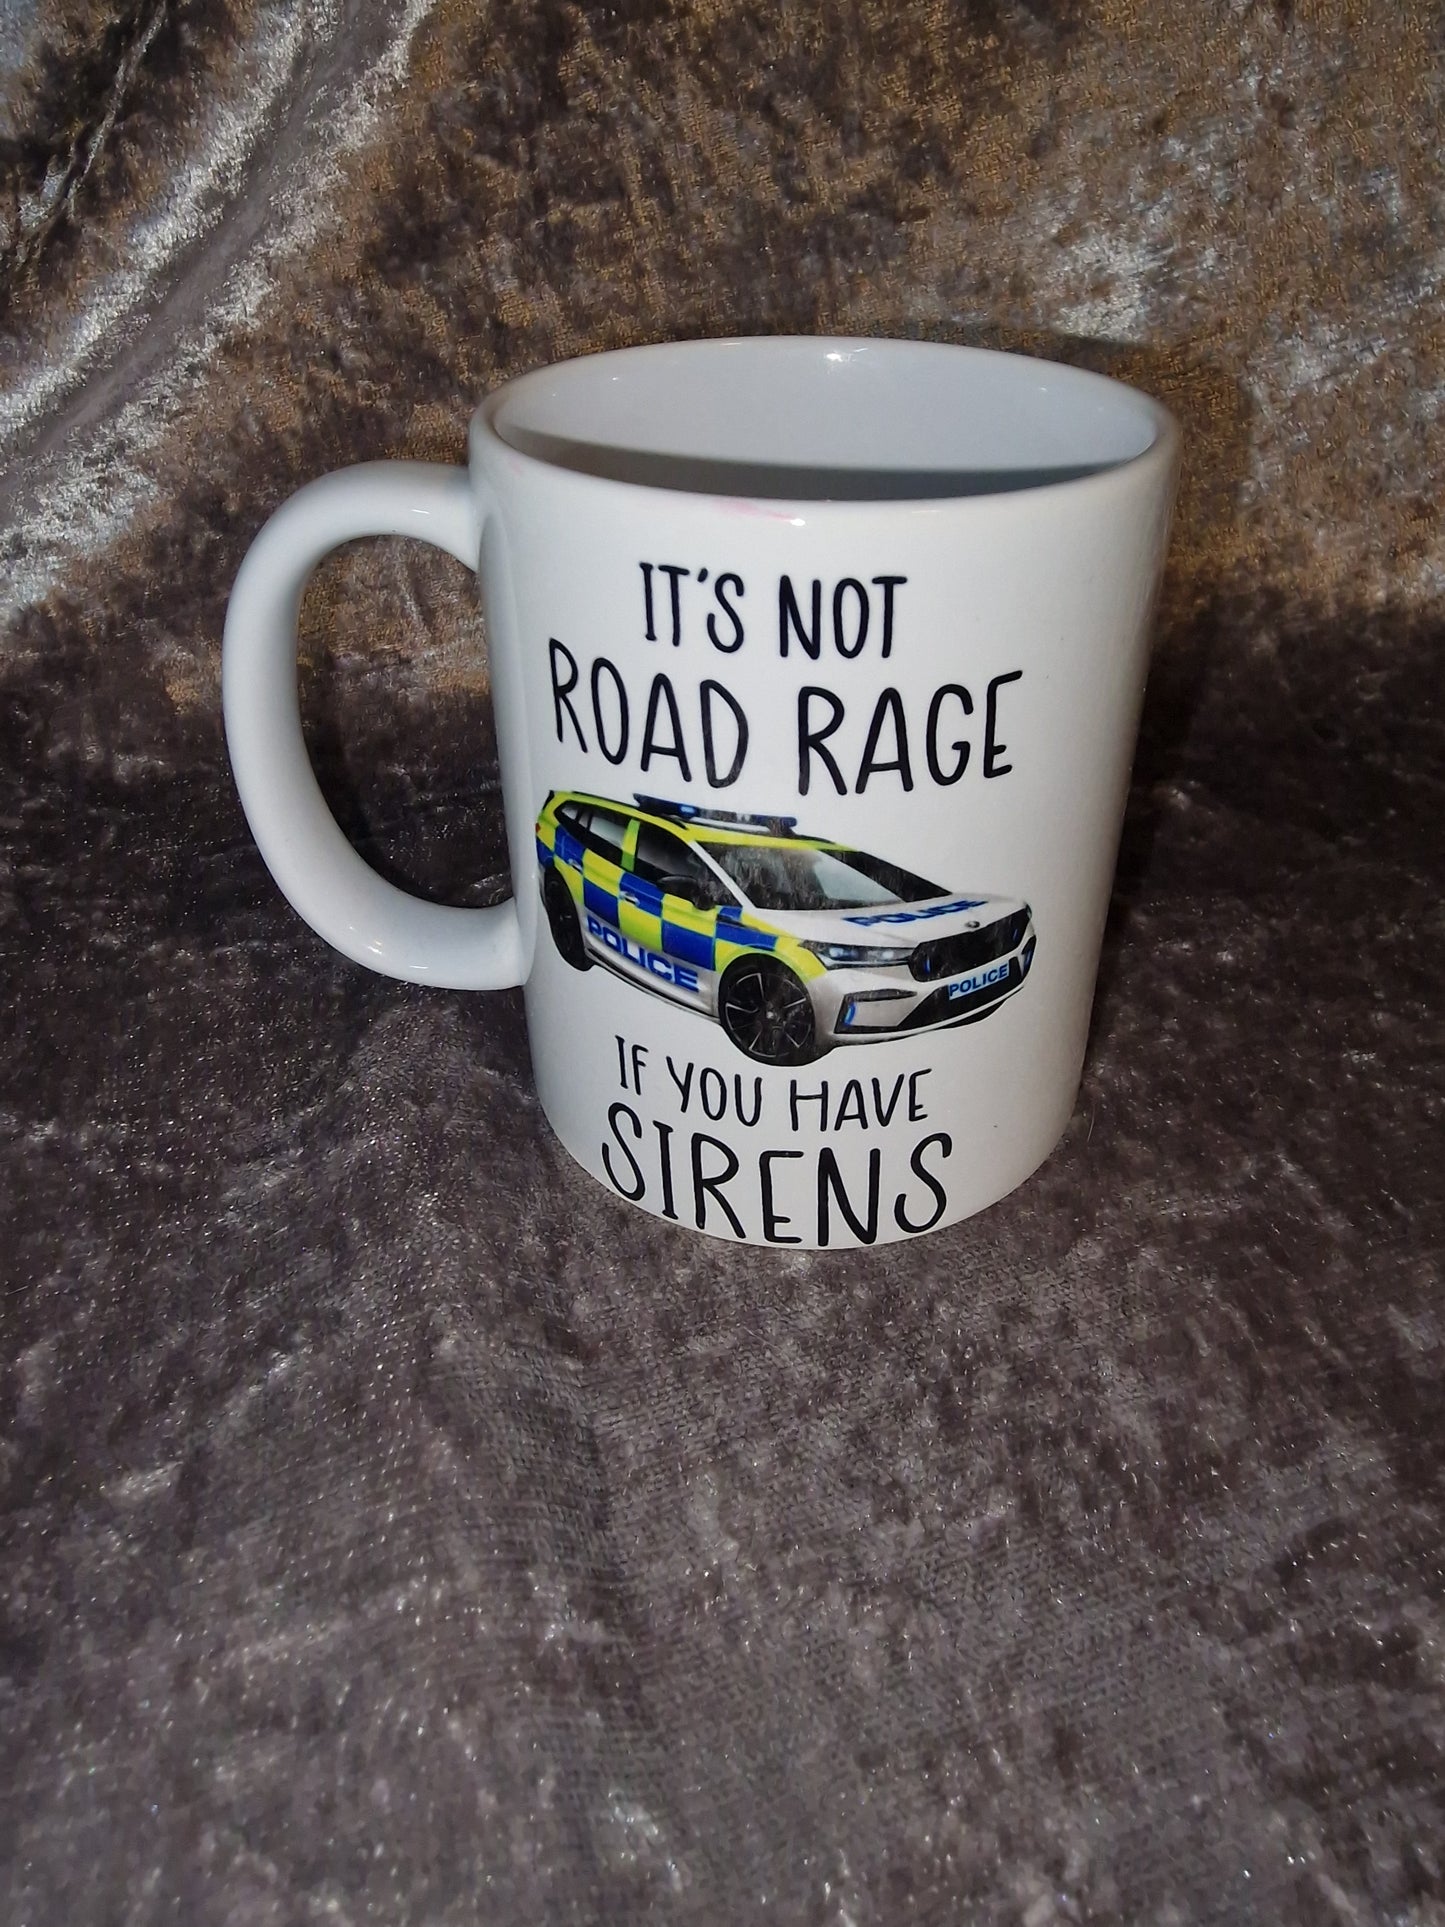 IT'S NOT
ROAD RAGE
POLICE
POLICE
POLICE
IF YOU HAVE
SIRENS